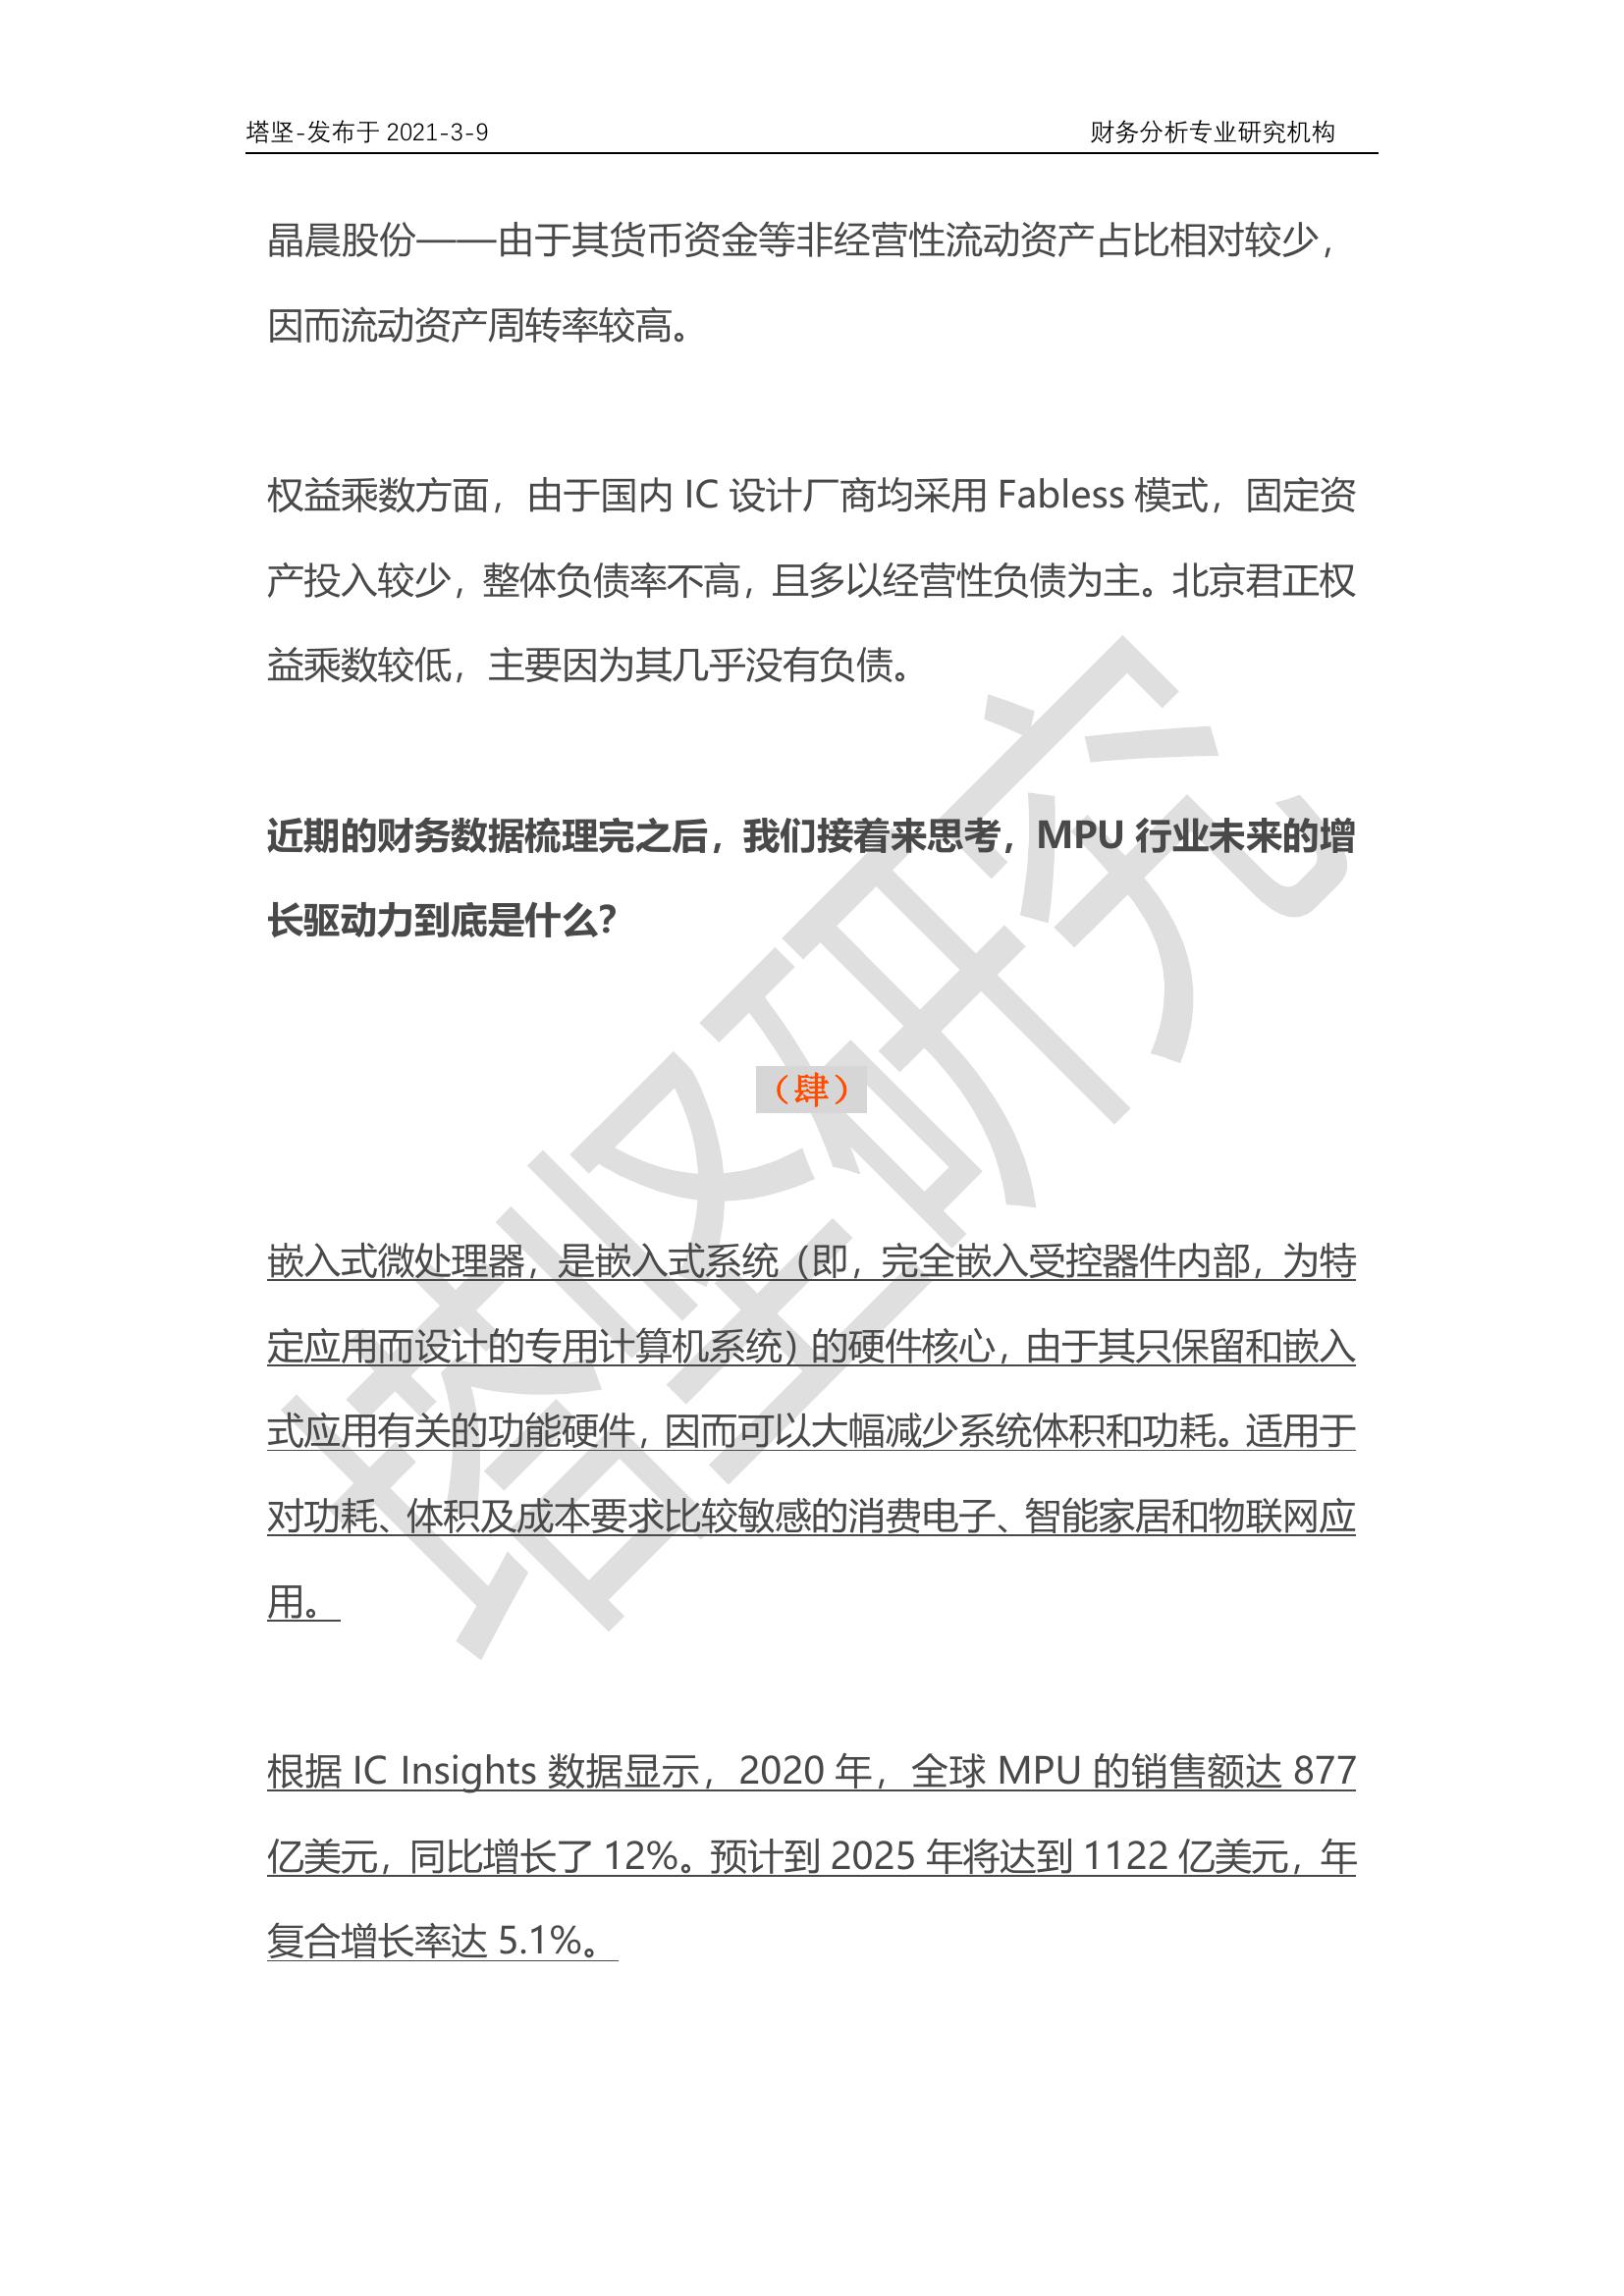 塔坚-发布于 2021-3-9 财务分析专业研究机构
晶晨股份——由于其货币资金等非经营性流动资产占比相对较少，
因而流动资产周转率较高。
权益乘数方面，由于国内 IC 设计厂商均采用 Fabless 模式，固定资
产投入较少，整体负债率不高，且多以经营性负债为主。北京君正权
益乘数较低，主要因为其几乎没有负债。
近期的财务数据梳理完之后，我们接着来思考，MPU 行业未来的增
长驱动力到底是什么？
（肆）
嵌入式微处理器，是嵌入式系统（即，完全嵌入受控器件内部，为特
定应用而设计的专用计算机系统）的硬件核心，由于其只保留和嵌入
式应用有关的功能硬件，因而可以大幅减少系统体积和功耗。适用于
对功耗、体积及成本要求比较敏感的消费电子、智能家居和物联网应
用。
根据 IC Insights 数据显示，2020 年，全球 MPU 的销售额达 877
亿美元，同比增长了 12%。预计到 2025 年将达到 1122 亿美元，年
复合增长率达 5.1%。
塔坚研究